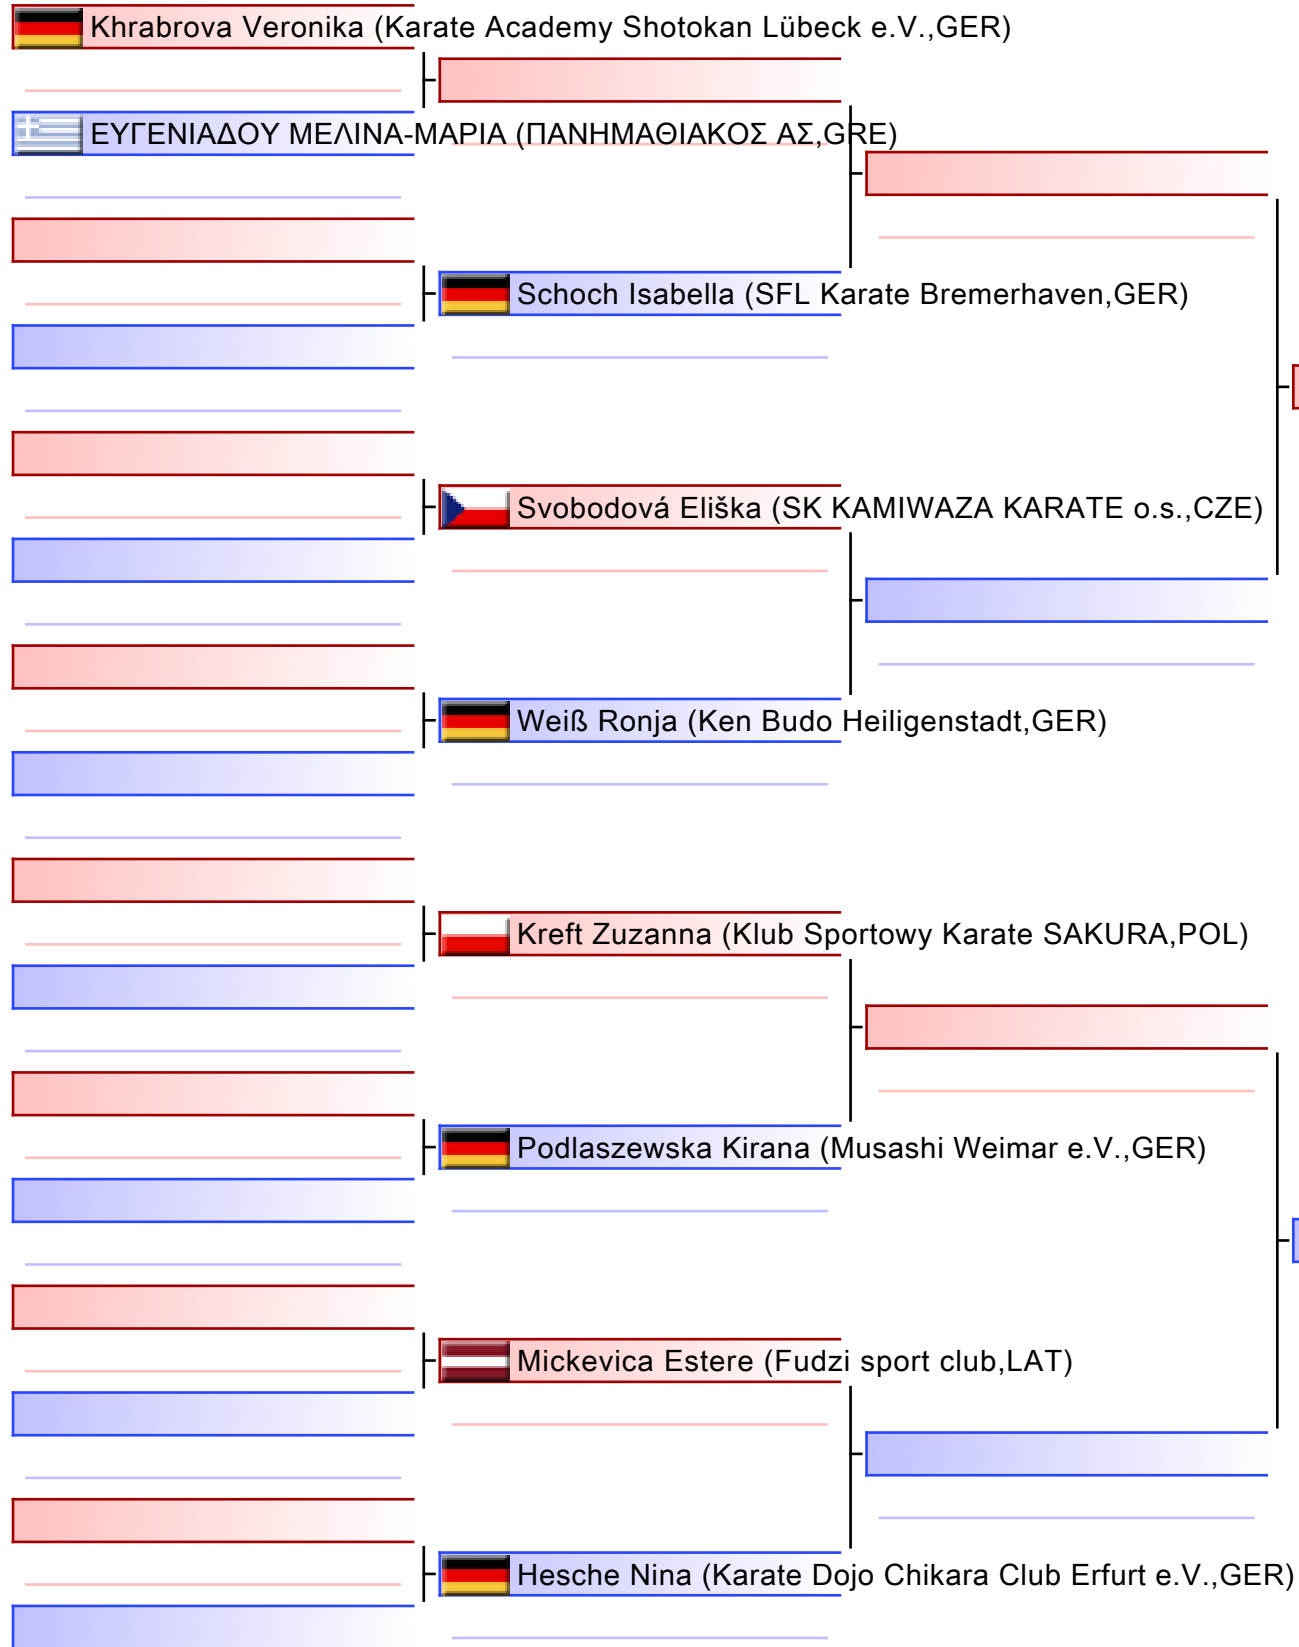 Khrabrova Veronika (Karate Academy Shotokan Lübeck e.V.,GER)
ΕΥΓΕΝΙΑΔΟΥ ΜΕΛΙΝΑ-ΜΑΡΙΑ (ΠΑΝΗΜΑΘΙΑΚΟΣ ΑΣ,GRE)
Schoch Isabella (SFL Karate Bremerhaven,GER)
Svobodová Eliška (SK KAMIWAZA KARATE o.s.,CZE)
Weiß Ronja (Ken Budo Heiligenstadt,GER)
Kreft Zuzanna (Klub Sportowy Karate SAKURA,POL)
Podlaszewska Kirana (Musashi Weimar e.V.,GER)
Mickevica Estere (Fudzi sport club,LAT)
Hesche Nina (Karate Dojo Chikara Club Erfurt e.V.,GER)